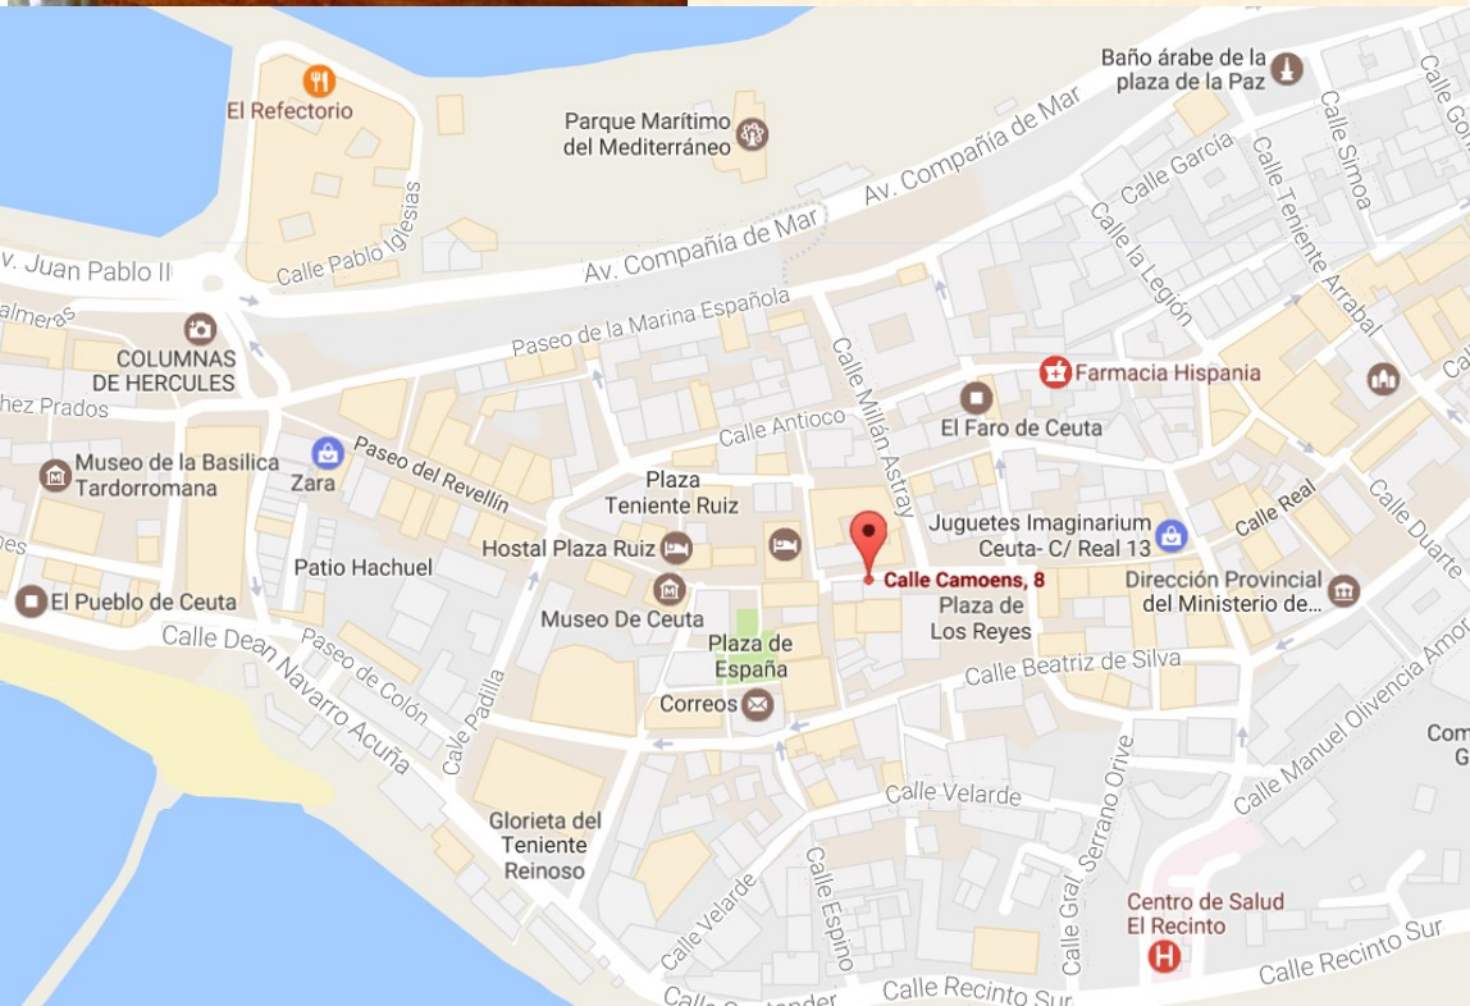 Baño árabe de la
plaza de la Paz
El Refectorio
Parque Marítimo
del Mediterráneo
Av. Compañía de Mar
Calle García
Calle Simoa
Calle Teniente Arrabal
Calle la Legión
Calle Pablo Iglesias
Av. Compañía de Mar
v. Juan Pablo II
almeras
Paseo de la Marina Española
COLUMNAS
DE HERCULES
hez Prados
Calle Millán Astray
Farmacia Hispania
El Faro de Ceuta
Calle Antioco
Museo de la Basilica
Tardorromana
Zara
Paseo del Revellín
Plaza
Teniente Ruiz
Calle Real
Calle Duarte
Juguetes Imaginarium
Ceuta- C/ Real 13
Hostal Plaza Ruiz
Patio Hachuel
Calle Camoens, 8
Dirección Provincial
del Ministerio de...
El Pueblo de Ceuta
Museo De Ceuta
Plaza de
Los Reyes
Plaza de
España
Calle Dean Navarro Acuña
Paseo de Colón
Calle Beatriz de Silva
Calle Manuel Olivencia Amor
Correos
Calle Padilla
Com
G
Calle Velarde
Calle Gral. Serrano Orive
Glorieta del
Teniente
Reinoso
Calle Velarde
Calle Espino
Centro de Salud
El Recinto
Calle Recinto Sur
Calle Recinto Sur